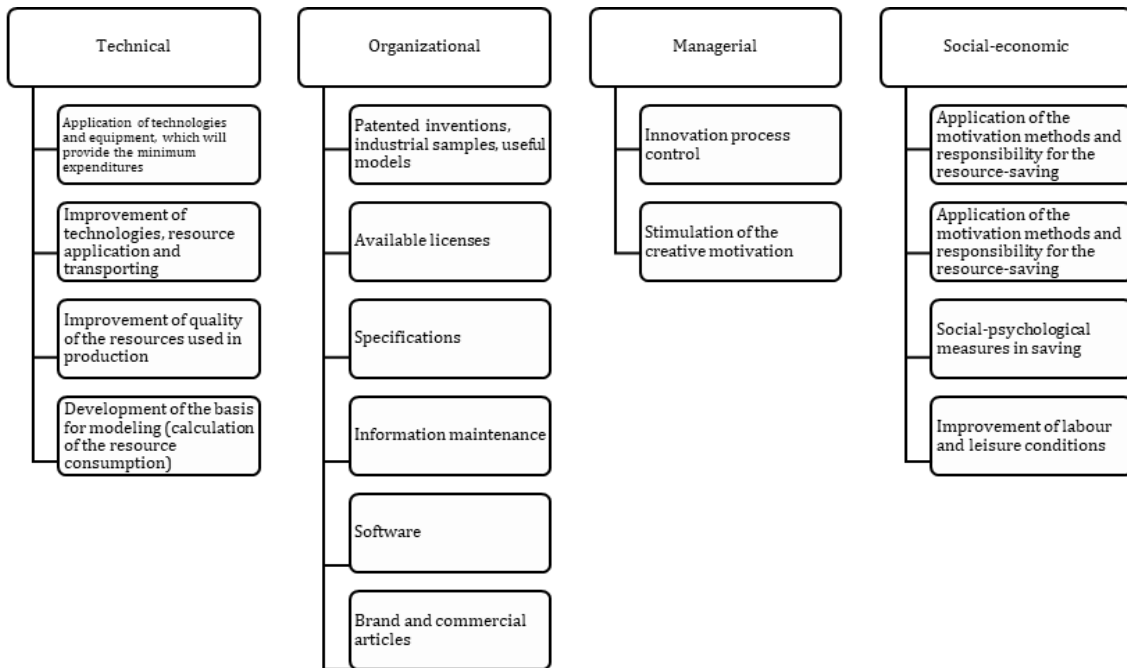 Technical
Application of technologies
and equipment, which will
provide the minimum
expenditures
Improvement of
technologies, resource
application and
transporting
Improvement of quality
of the resources used in
production
Development of the basis
for modeling (calculation
of the resource
consumption)
Organizational
Patented inventions,
industrial samples, useful
models
Available licenses
Specifications
Information maintenance
Software
Brand and commercial
articles
Managerial
Innovation process
control
Stimulation of the
creative motivation
Social-economic
Application of the
motivation methods and
responsibility for the
resource-saving
Application of the
motivation methods and
responsibility for the
resource-saving
Social-psychological
measures in saving
Improvement of labour
and leisure conditions